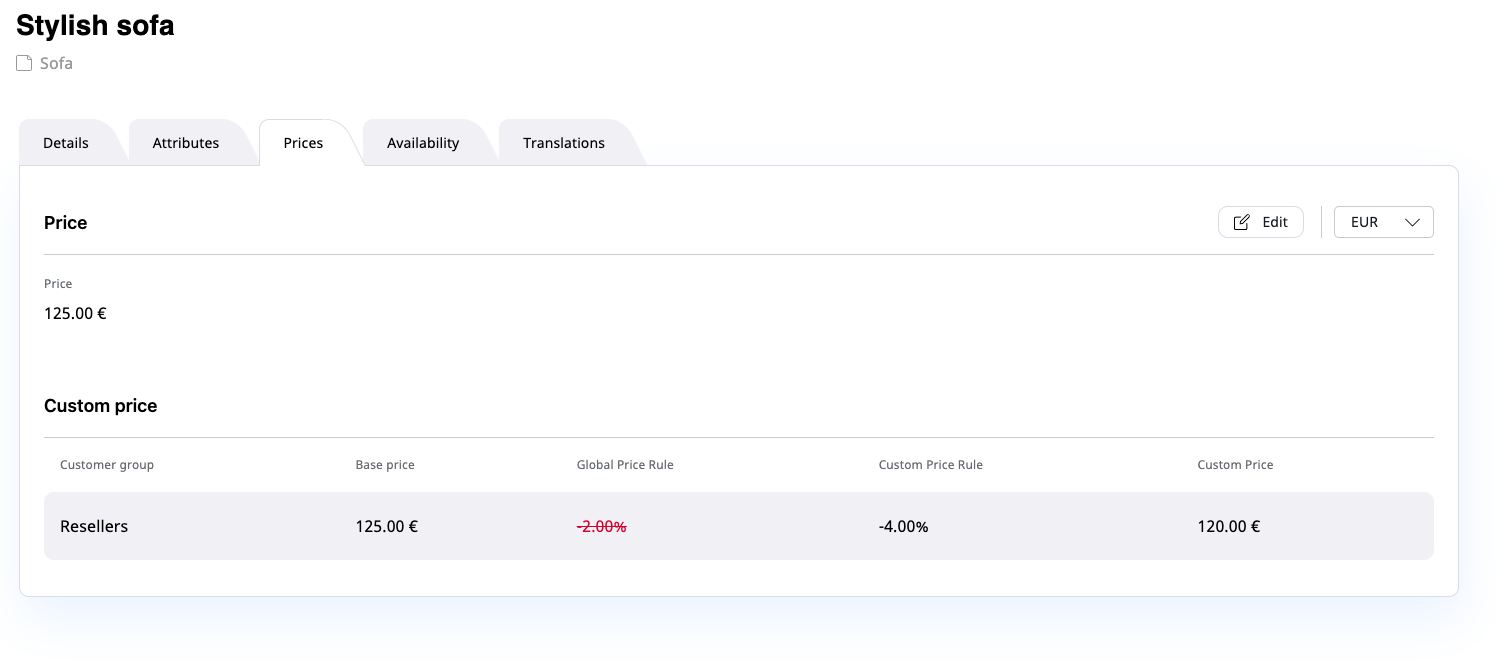 Stylish sofa
Sofa
Details Attributes Prices Availability Translations
Price Edit EUR
Price
125.00 €
Custom price
Customer group Base price Global Price Rule Custom Price Rule Custom Price
Resellers 125.00 € -2.00% -4.00% 120.00 €